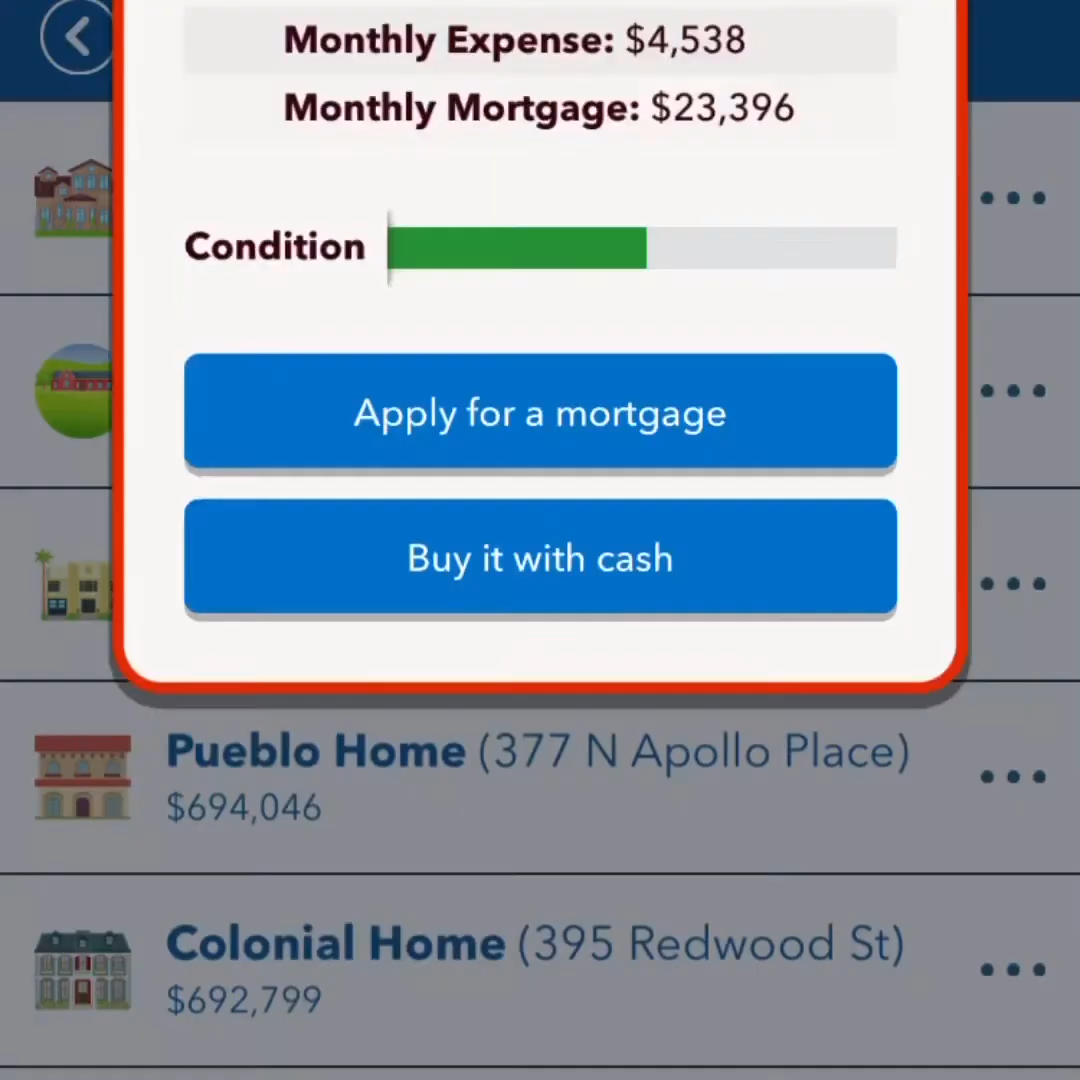 Monthly Expense: $4,538
Monthly Mortgage: $23,396
Condition
Apply for a mortgage
Buy it with cash
Pueblo Home (377 N Apollo Place)
$694,046
Colonial Home (395 Redwood St)
$692,799